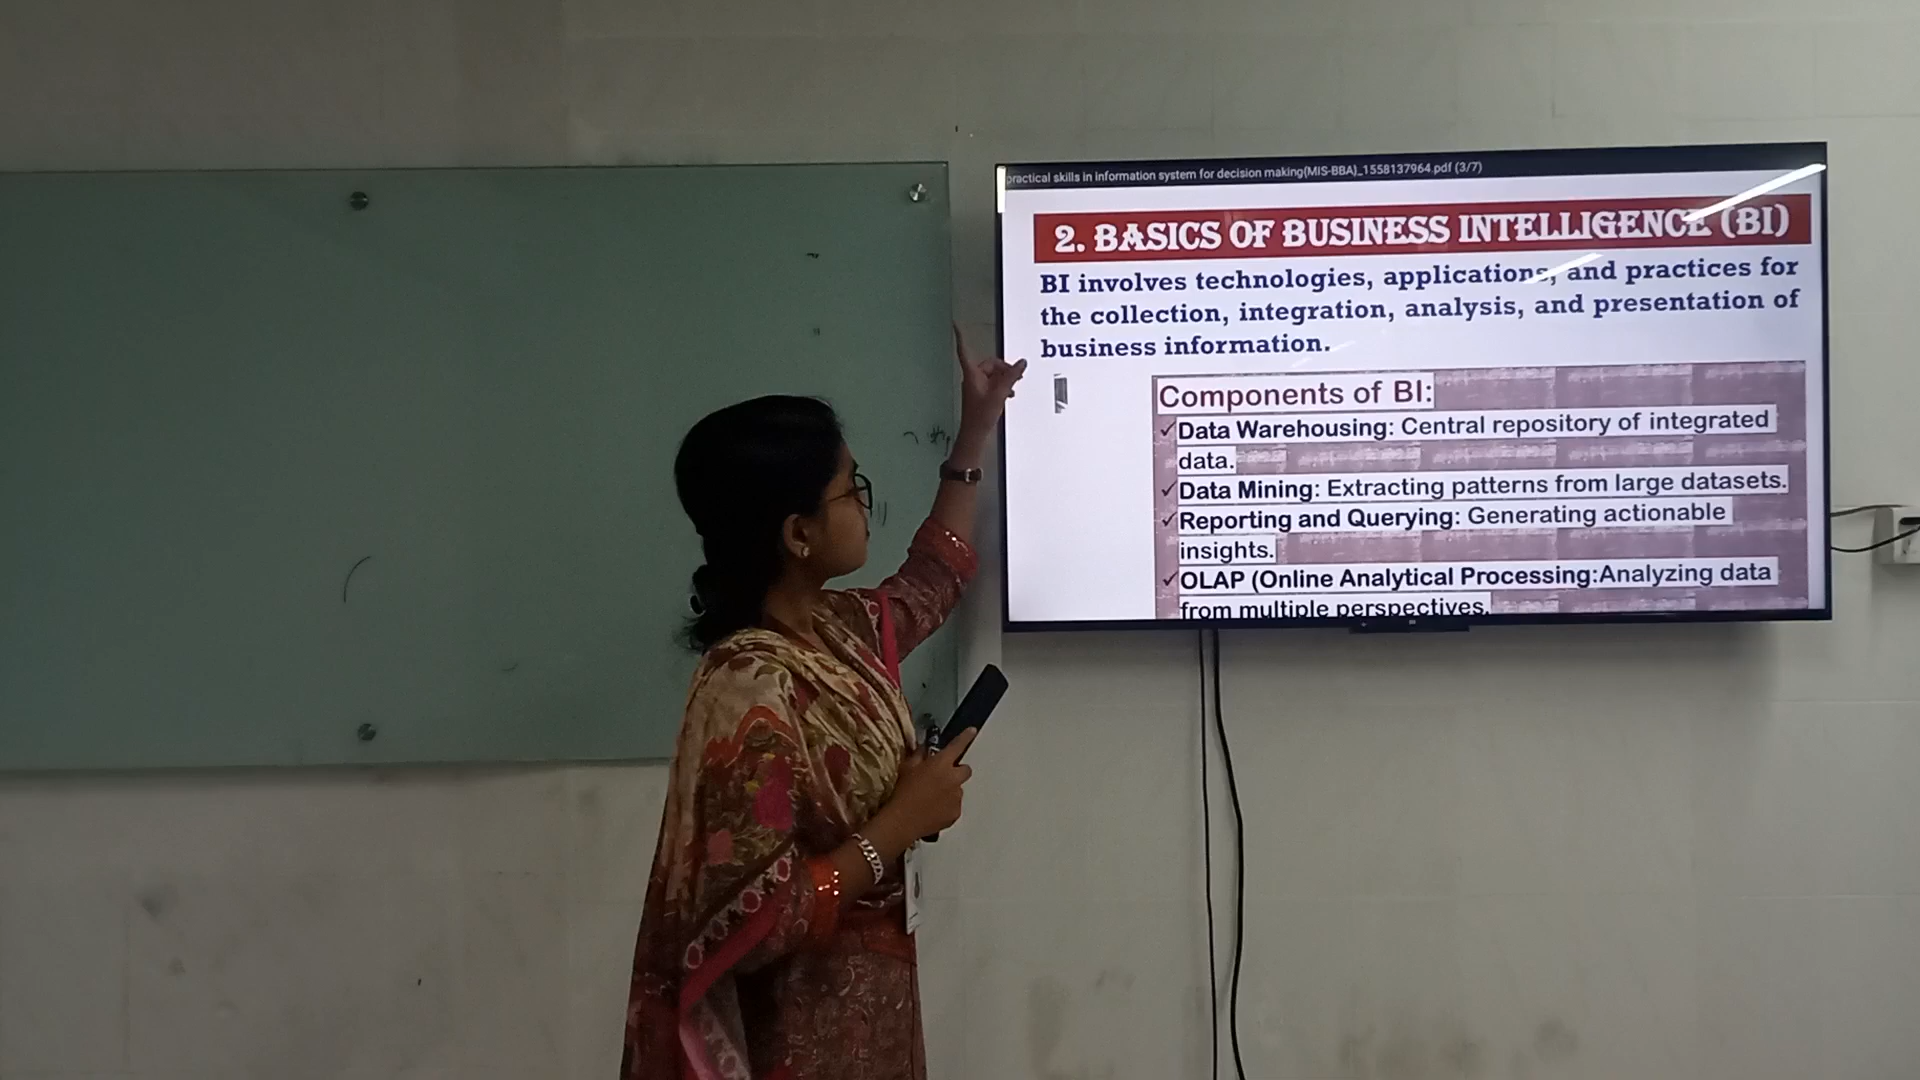 practical skills in information system for decision making(MIS-BBA)_1558137964.pdf (3/7)
2. BASICS OF BUSINESS INTELLIGENCE (BI)
BI involves technologies, applications, and practices for
the collection, integration, analysis, and presentation of
business information.
Components of BI:
✓Data Warehousing: Central repository of integrated
data.
✓Data Mining: Extracting patterns from large datasets.
✓Reporting and Querying: Generating actionable
insights.
✓OLAP (Online Analytical Processing:Analyzing data
from multiple perspectives.